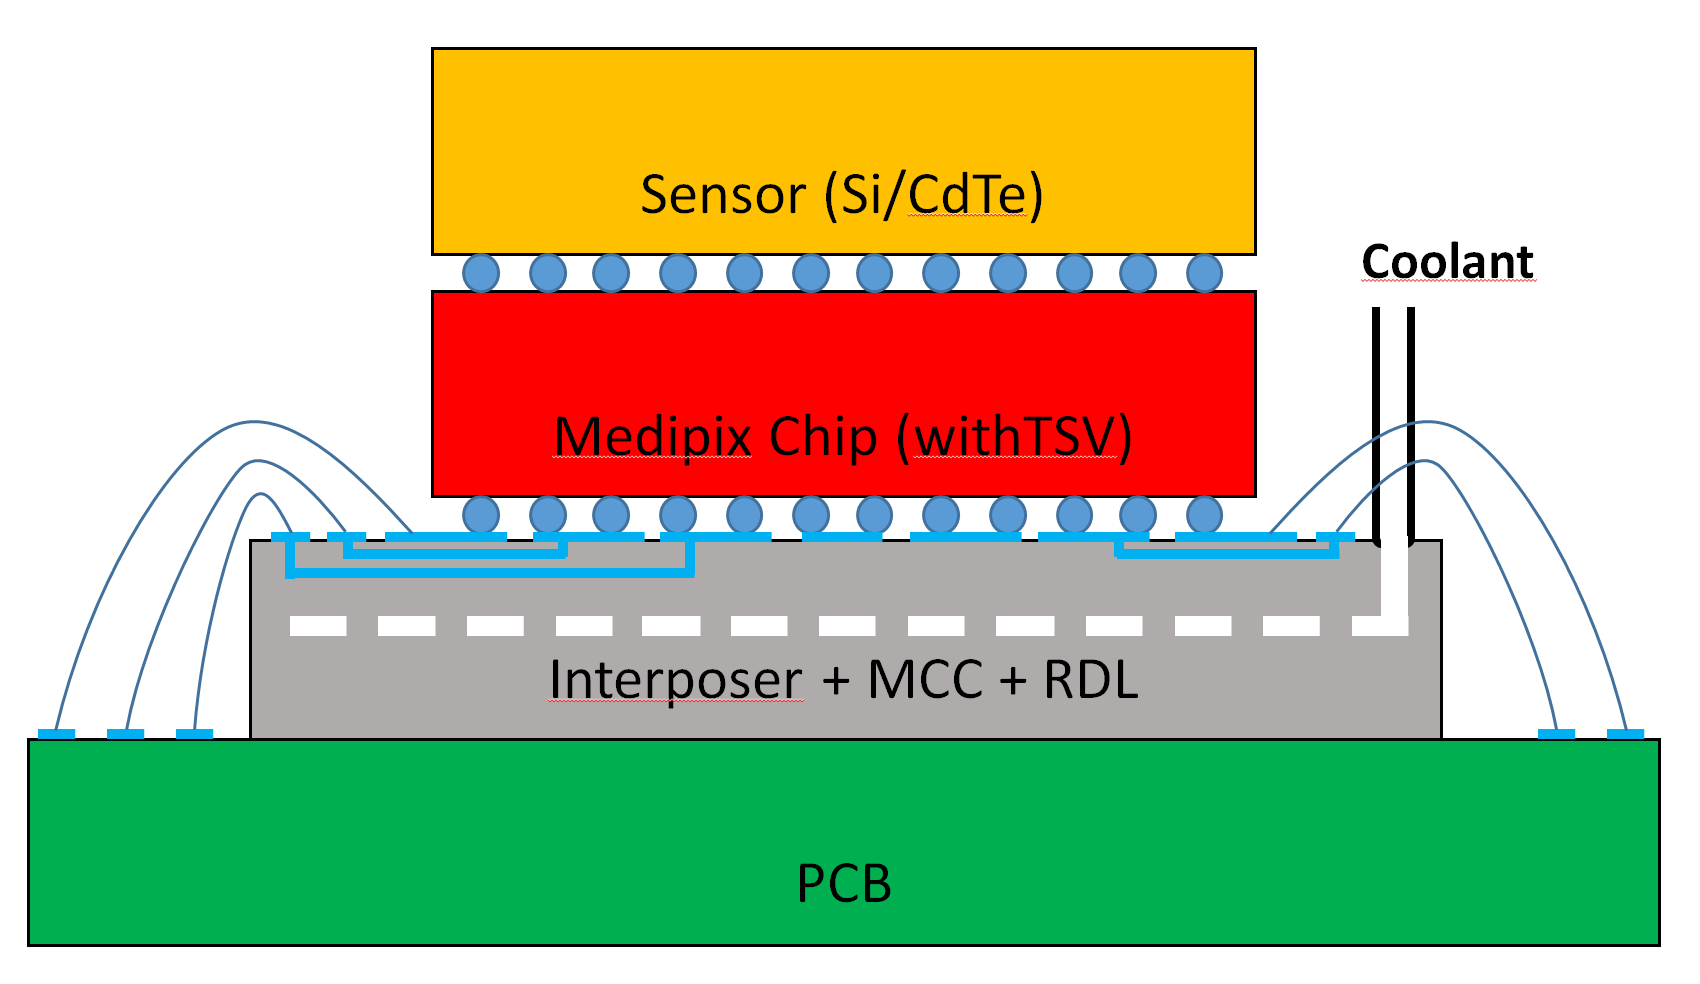 Sensor (Si/CdTe)
Coolant
Medipix Chip (withTSV)
Interposer + MCC + RDL
PCB